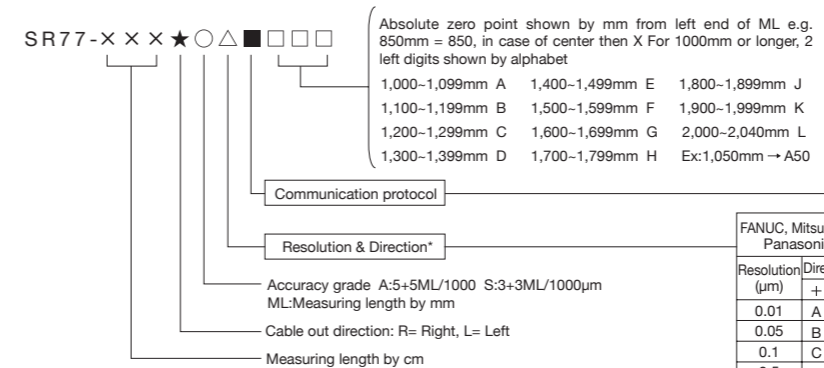 SR77-×××★○△■□□□
Absolute zero point shown by mm from left end of ML e.g.
850mm = 850, in case of center then X For 1000mm or longer, 2
left digits shown by alphabet
1,000~1,099mm A 1,400~1,499mm E 1,800~1,899mm J
1,100~1,199mm B 1,500~1,599mm F 1,900~1,999mm K
1,200~1,299mm C 1,600~1,699mm G 2,000~2,040mm L
1,300~1,399mm D 1,700~1,799mm H Ex:1,050mm → A50
Communication protocol
Resolution & Direction*
Accuracy grade A:5+5ML/1000 S:3+3ML/1000μm
ML:Measuring length by mm
Cable out direction: R= Right, L= Left
Measuring length by cm
FANUC, Mitsu
Panasoni
Resolution Dire
(μm) +
0.01 A
0.05 B
0.1 C